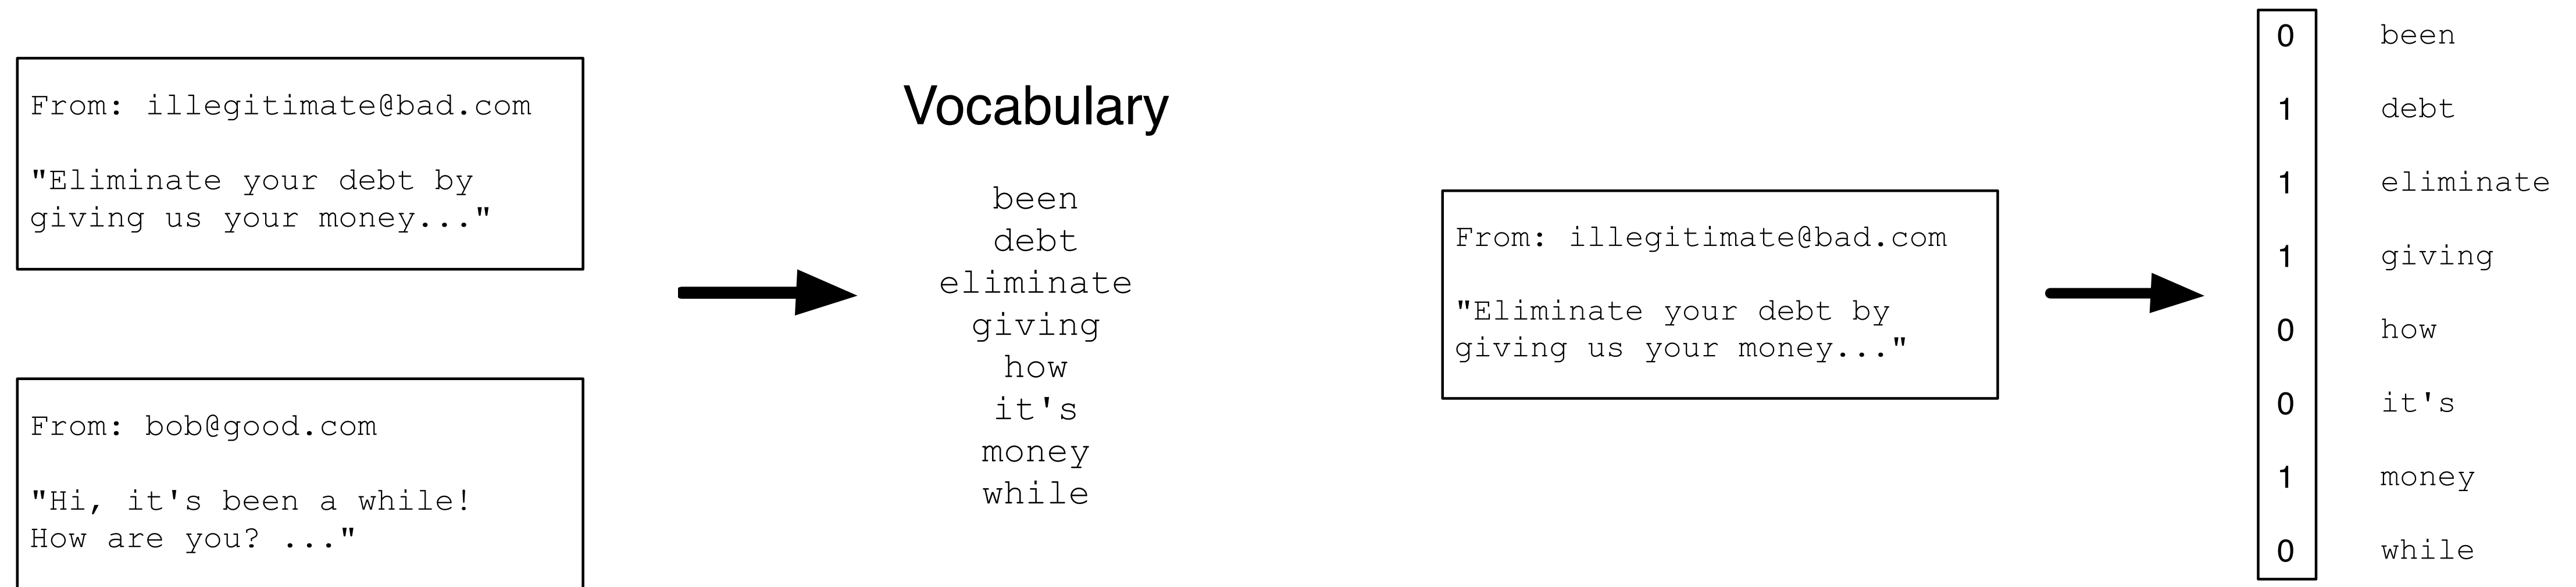 From: illegitimate@bad.com
"Eliminate your debt by
giving us your money..."
From: bob@good.com
"Hi, it's been a while!
How are you? ..."
Vocabulary
been
debt
eliminate
giving
how
it's
money
while
From: illegitimate@bad.com
"Eliminate your debt by
giving us your money..."
0 been
1 debt
1 eliminate
1 giving
0 how
0 it's
1 money
0 while